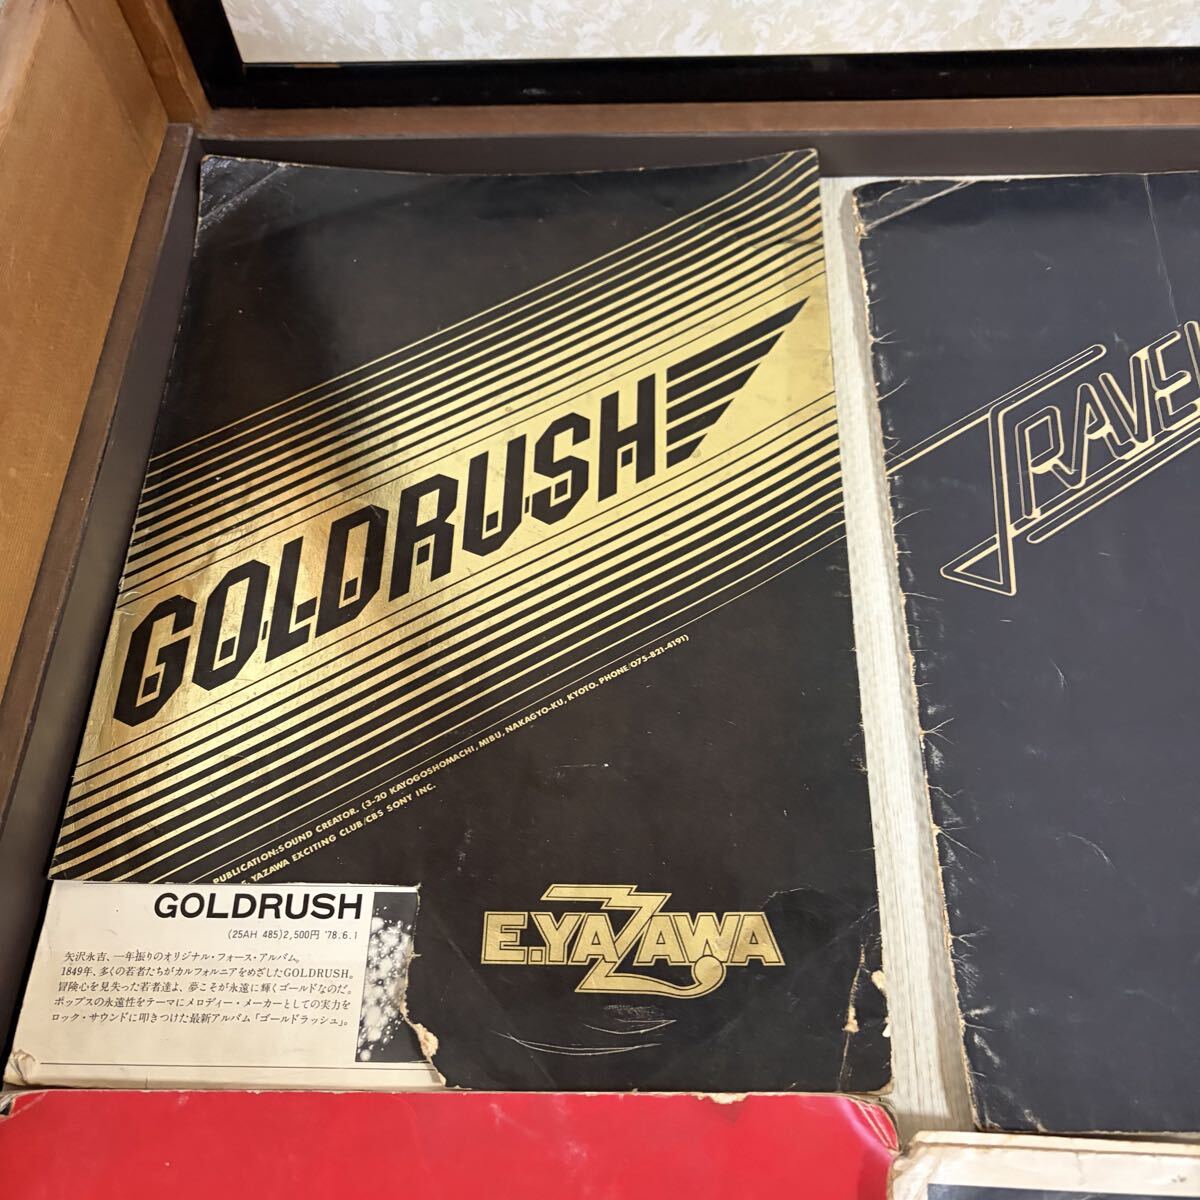 GOLDRUSH
PUBLICATION:SOUND CREATOR. (3-20 KAYOGOSHOMACHI, MIBU, NAKAGYO-KU, KYOTO. PHONE/075-821-4191)
E. YAZAWA EXCITING CLUB/CBS SONY INC.
E.YAZAWA
GOLDRUSH
(25AH 485)2,500円 '78.6.1
矢沢永吉、一年振りのオリジナル・フォース・アルバム。
1849年、多くの若者たちがカルフォルニアをめざしたGOLDRUSH。
冒険心を見失った若者達よ、夢こそが永遠に輝くゴールドなのだ。
ポップスの永遠性をテーマにメロディー・メーカーとしての実力を
ロック・サウンドに叩きつけた最新アルバム「ゴールドラッシュ」。